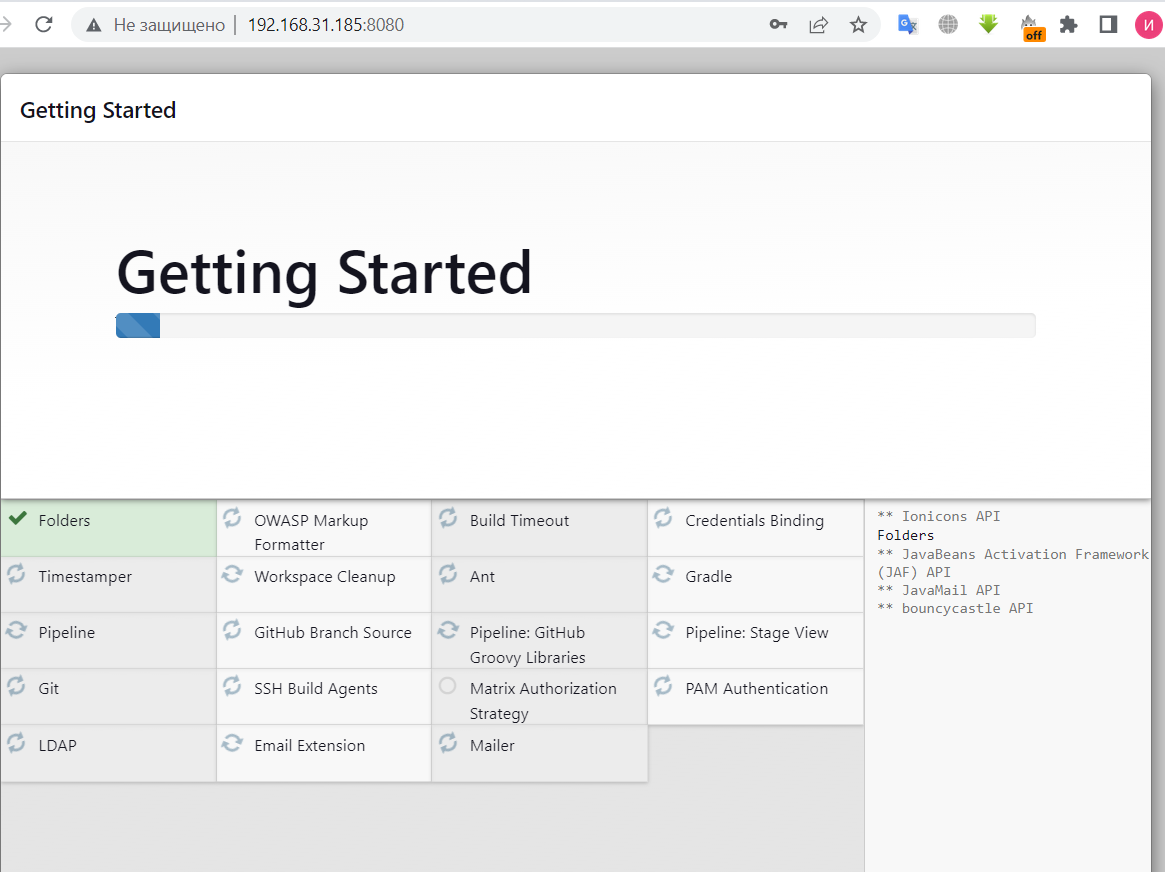 Не защищено | 192.168.31.185:8080
off
И
Getting Started
Getting Started
Folders
OWASP Markup
Formatter
Build Timeout
Credentials Binding
Timestamper
Workspace Cleanup
Ant
Gradle
Pipeline
GitHub Branch Source
Pipeline: GitHub
Groovy Libraries
Pipeline: Stage View
Git
SSH Build Agents
Matrix Authorization
Strategy
PAM Authentication
LDAP
Email Extension
Mailer
** Ionicons API
Folders
** JavaBeans Activation Framework
(JAF) API
** JavaMail API
** bouncycastle API